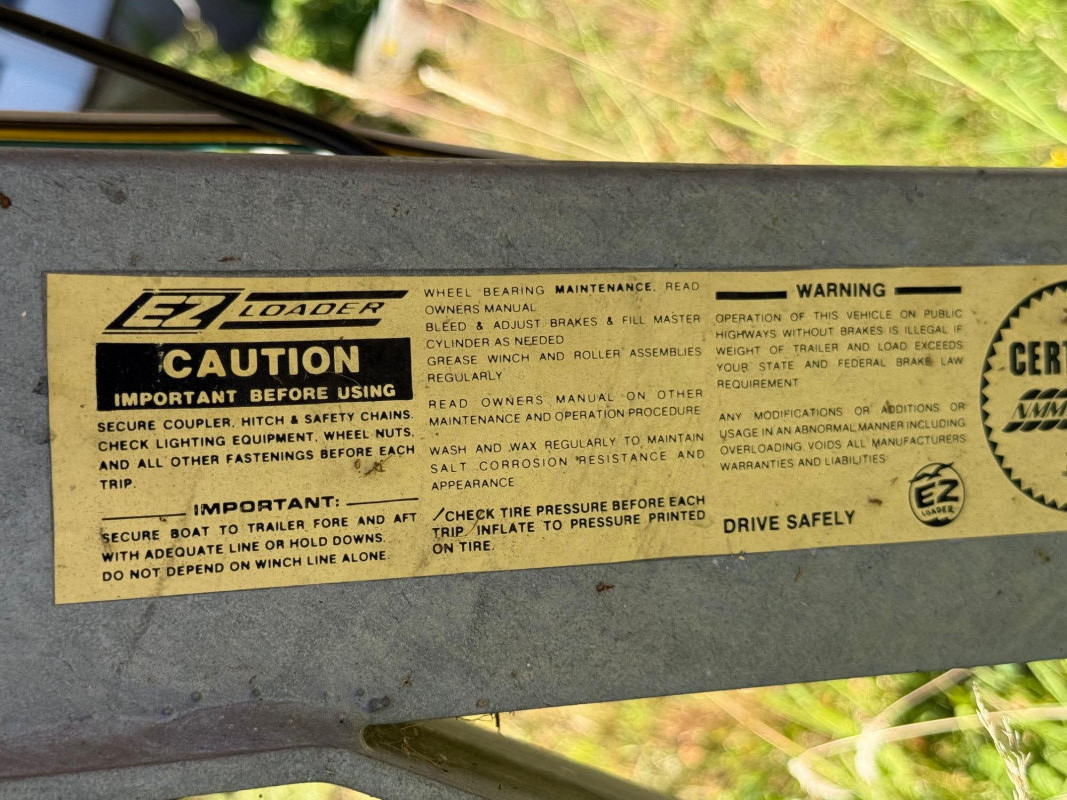 EZ LOADER
CAUTION
IMPORTANT BEFORE USING
SECURE COUPLER, HITCH & SAFETY CHAINS.
CHECK LIGHTING EQUIPMENT, WHEEL NUTS,
AND ALL OTHER FASTENINGS BEFORE EACH
TRIP.
IMPORTANT:
SECURE BOAT TO TRAILER FORE AND AFT
WITH ADEQUATE LINE OR HOLD DOWNS.
DO NOT DEPEND ON WINCH LINE ALONE.
WHEEL BEARING MAINTENANCE, READ
OWNERS MANUAL
BLEED & ADJUST BRAKES & FILL MASTER
CYLINDER AS NEEDED
GREASE WINCH AND ROLLER ASSEMBLIES
REGULARLY
READ OWNERS MANUAL ON OTHER
MAINTENANCE AND OPERATION PROCEDURE
WASH AND WAX REGULARLY TO MAINTAIN
SALT CORROSION RESISTANCE AND
APPEARANCE
CHECK TIRE PRESSURE BEFORE EACH
TRIP INFLATE TO PRESSURE PRINTED
ON TIRE.
WARNING
OPERATION OF THIS VEHICLE ON PUBLIC
HIGHWAYS WITHOUT BRAKES IS ILLEGAL IF
WEIGHT OF TRAILER AND LOAD EXCEEDS
YOUR STATE AND FEDERAL BRAKE LAW
REQUIREMENT
ANY MODIFICATIONS OR ADDITIONS OR
USAGE IN AN ABNORMAL MANNER INCLUDING
OVERLOADING VOIDS ALL MANUFACTURERS
WARRANTIES AND LIABILITIES
DRIVE SAFELY
EZ
LOADER
CERT
NMM